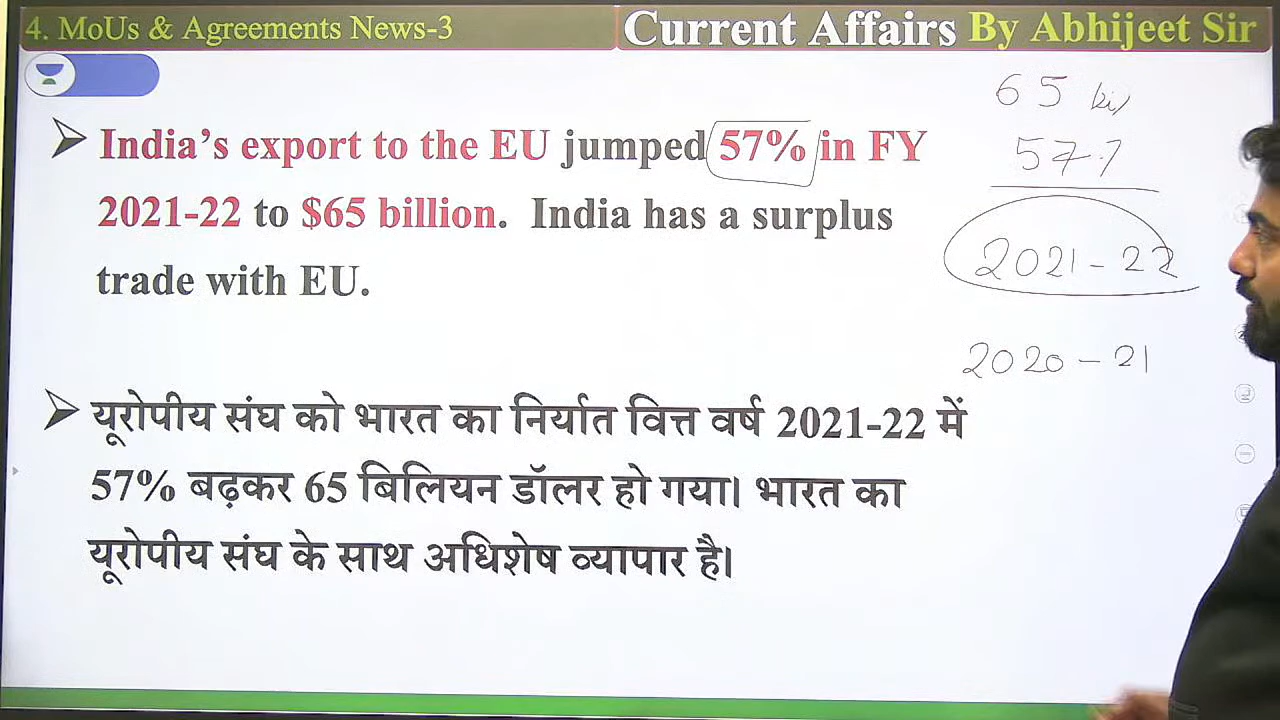 4. MoUs & Agreements News-3
Current Affairs By Abhijeet Sir
India's export to the EU jumped 57% in FY
2021-22 to $65 billion. India has a surplus
trade with EU.
यूरोपीय संघ को भारत का निर्यात वित्त वर्ष 2021-22 में
57% बढ़कर 65 बिलियन डॉलर हो गया। भारत का
यूरोपीय संघ के साथ अधिशेष व्यापार है।
65
57%
2021-22
2020-21